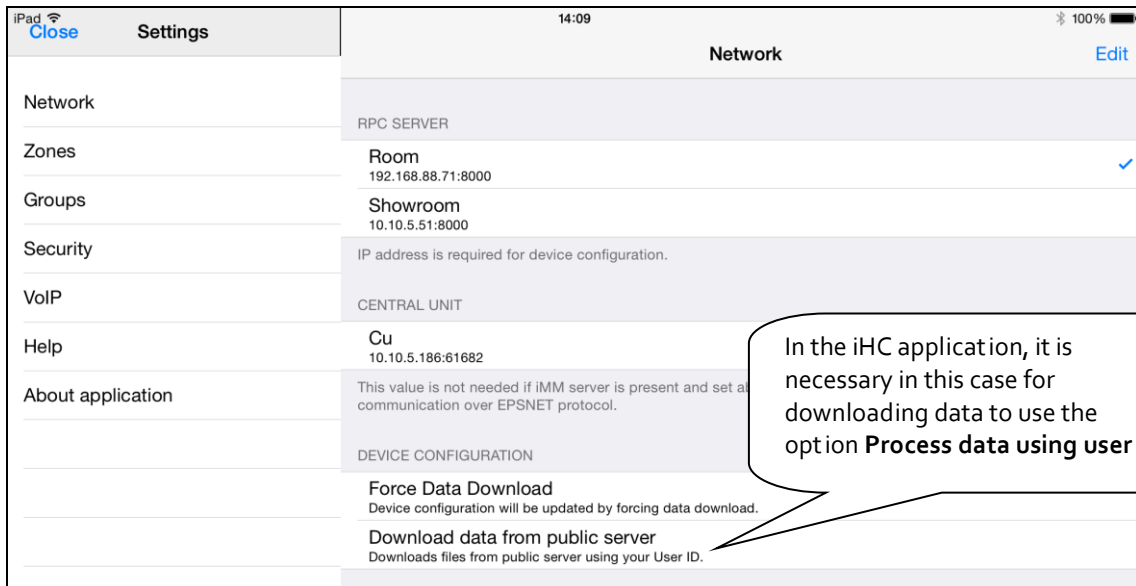 iPad
14:09
100%
Close
Settings
Network
Edit
Network
Zones
Groups
Security
VoIP
Help
About application
RPC SERVER
Room
192.168.88.71:8000
Showroom
10.10.5.51:8000
IP address is required for device configuration.
CENTRAL UNIT
Cu
10.10.5.186:61682
This value is not needed if iMM server is present and set
communication over EPSNET protocol.
DEVICE CONFIGURATION
Force Data Download
Device configuration will be updated by forcing data download.
Download data from public server
Downloads files from public server using your User ID.
In the iHC application, it is
necessary in this case for
downloading data to use the
option Process data using user